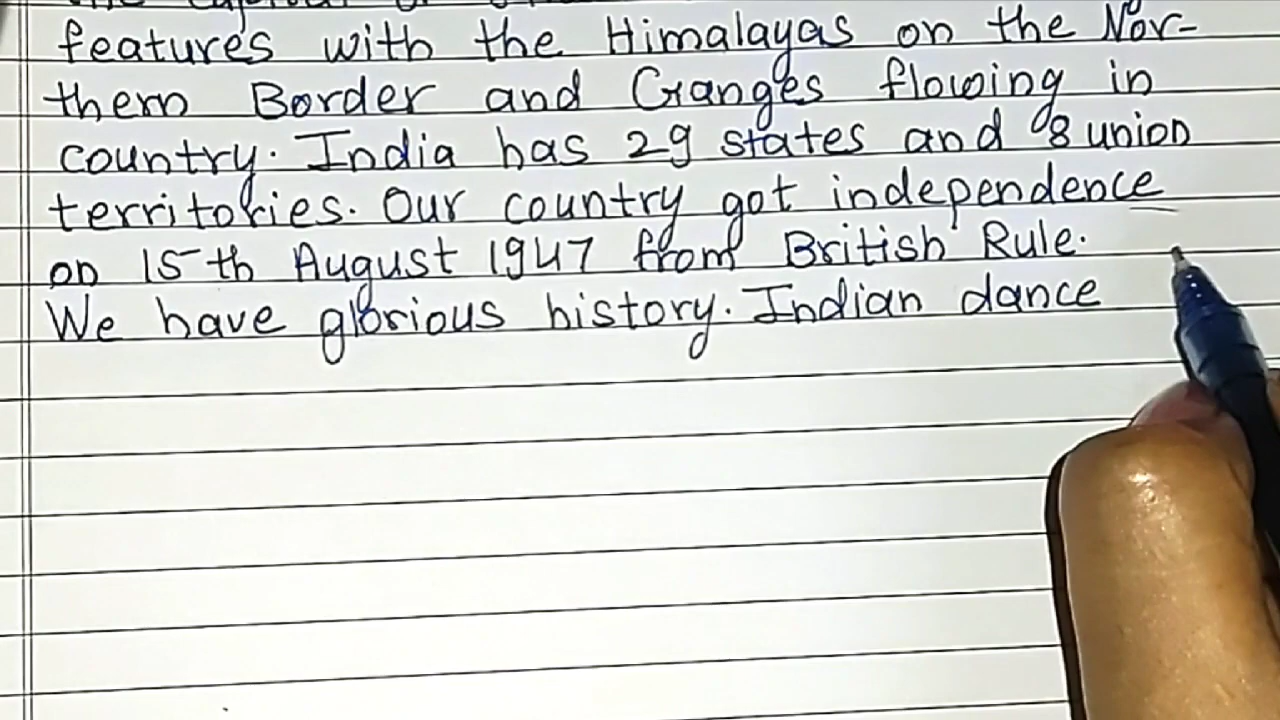 features with the Himalayas on the Nor-
thern Border and Ganges flowing in
country. India has 29 states and 8 union
territories. Our country got independence
on 15th August 1947 from British Rule.
We have glorious history. Indian dance